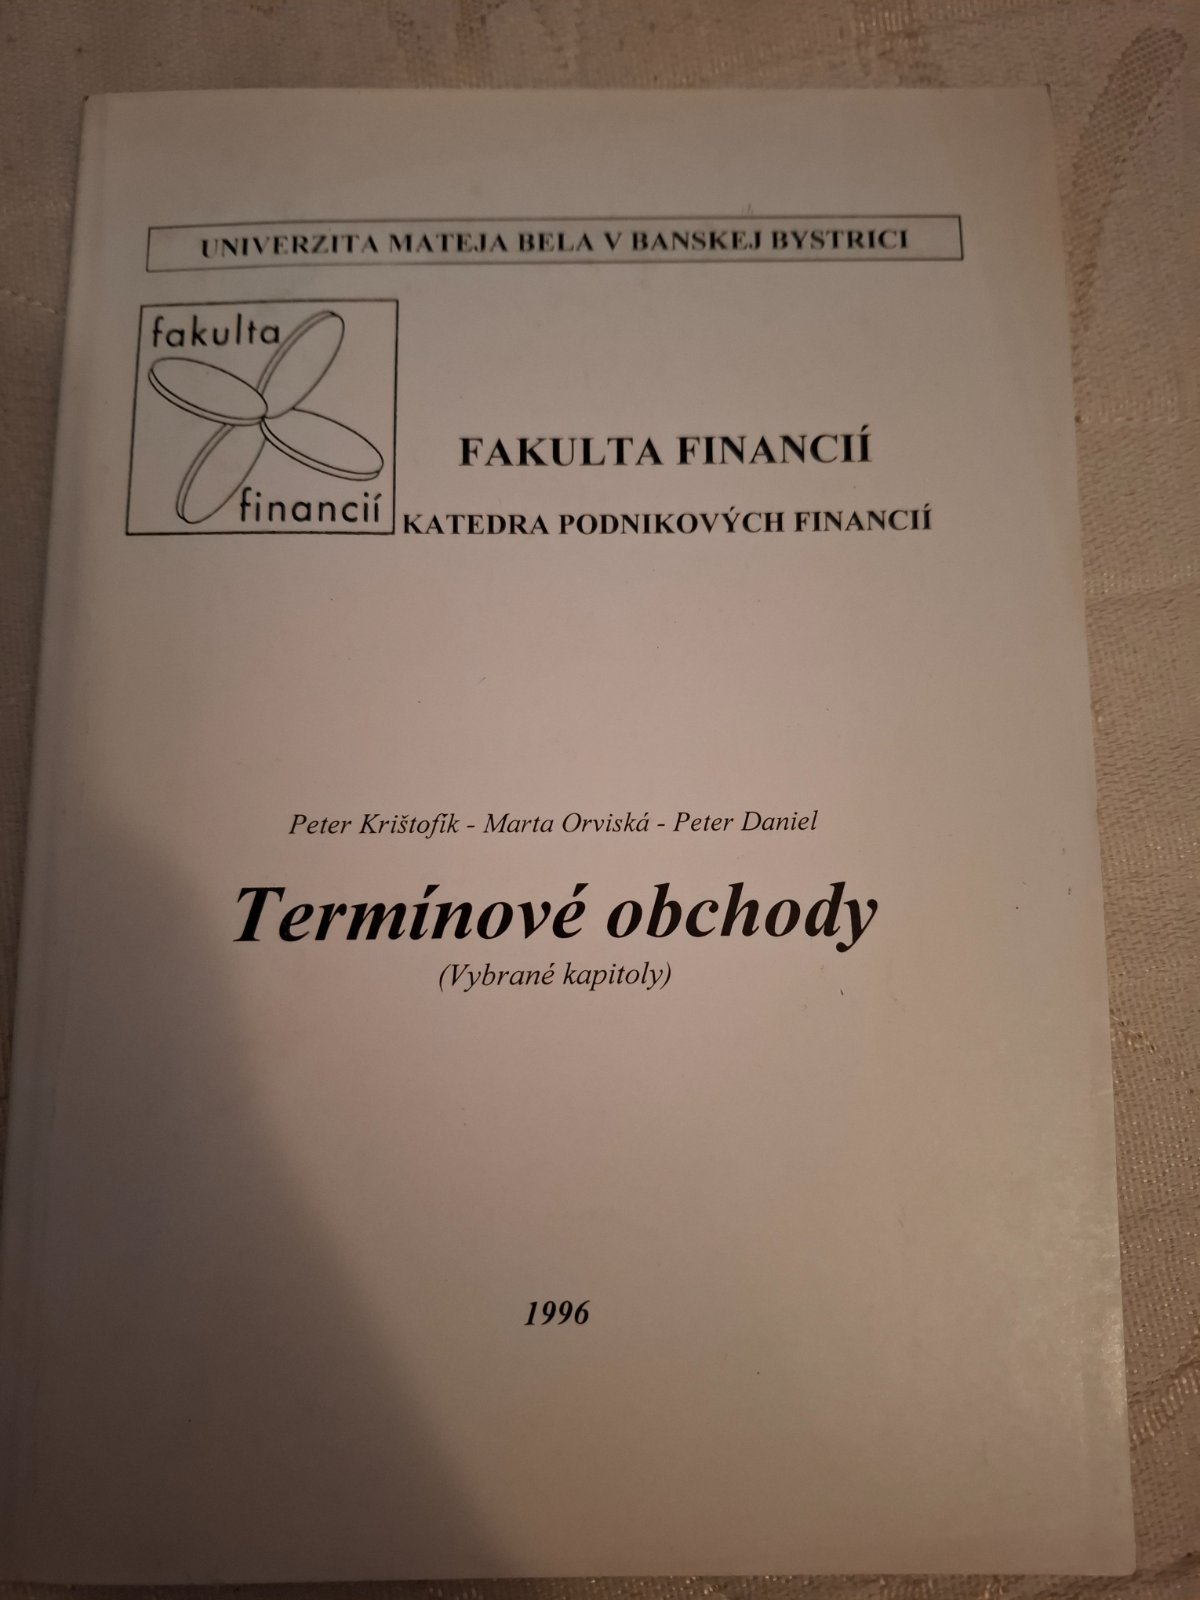 UNIVERZITA MATEJA BELA V BANSKEJ BYSTRICI
fakulta
financií
FAKULTA FINANCIÍ
KATEDRA PODNIKOVÝCH FINANCIÍ
Peter Krištofík - Marta Orviská - Peter Daniel
Termínové obchody
(Vybrané kapitoly)
1996